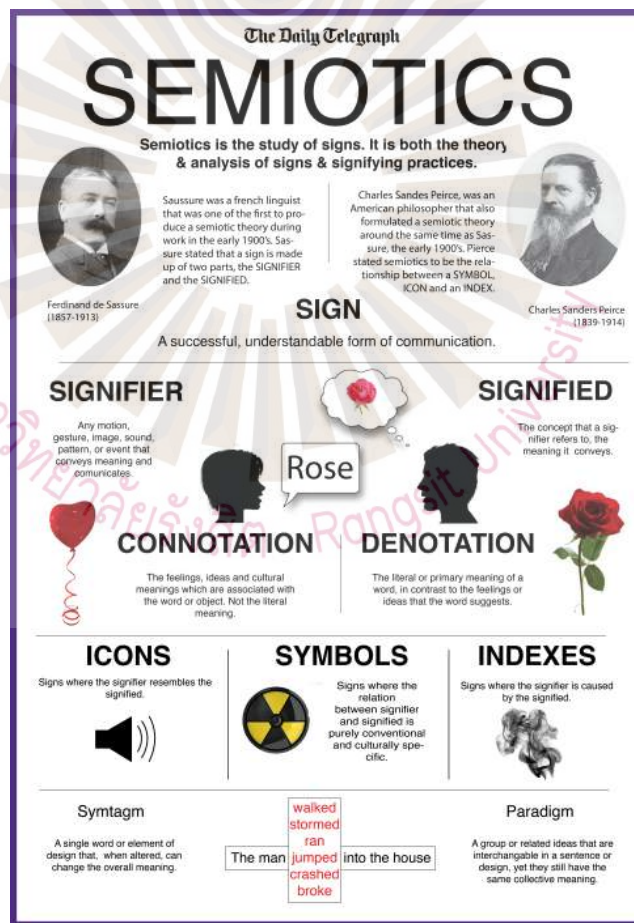 The Daily Telegraph
SEMIOTICS
Semiotics is the study of signs. It is both the theory
& analysis of signs & signifying practices.
Saussure was a french linguist
that was one of the first to pro-
duce a semiotic theory during
work in the early 1900's. Sas-
sure stated that a sign is made
up of two parts, the SIGNIFIER
and the SIGNIFIED.
Charles Sandes Peirce, was an
American philosopher that also
formulated a semiotic theory
around the same time as Sas-
sure, the early 1900's. Pierce
stated semiotics to be the rela-
tionship between a SYMBOL,
ICON and an INDEX.
Ferdinand de Sassure
(1857-1913)
Charles Sanders Peirce
(1839-1914)
SIGN
A successful, understandable form of communication.
SIGNIFIER
Any motion,
gesture, image, sound,
pattern, or event that
conveys meaning and
comunicates.
SIGNIFIED
The concept that a sig-
nifier refers to, the
meaning it conveys.
Rose
CONNOTATION
The feelings, ideas and cultural
meanings which are associated with
the word or object. Not the literal
meaning.
DENOTATION
The literal or primary meaning of a
word, in contrast to the feelings or
ideas that the word suggests.
Rangsit University
ICONS
Signs where the signifier resembles the
signified.
SYMBOLS
Signs where the
relation
between signifier
and signified is
purely conventional
and culturally spe-
cific.
INDEXES
Signs where the signifier is caused
by the signified.
Symtagm
A single word or element of
design that, when altered, can
change the overall meaning.
walked
stormed
ran
The man jumped into the house
crashed
broke
Paradigm
A group or related ideas that are
interchangable in a sentence or
design, yet they still have the
same collective meaning.